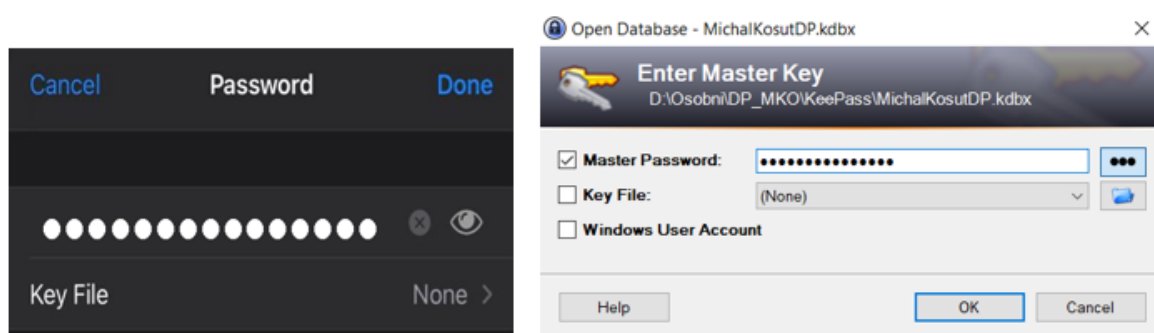 Cancel Password Done
Key File None >
Open Database - MichalKosutDP.kdbx
Enter Master Key
D:\Osobni\DP_MKO\KeePass\MichalKosutDP.kdbx
Master Password: ●●●●●●●●●●●●●●●
Key File: (None)
Windows User Account
Help OK Cancel